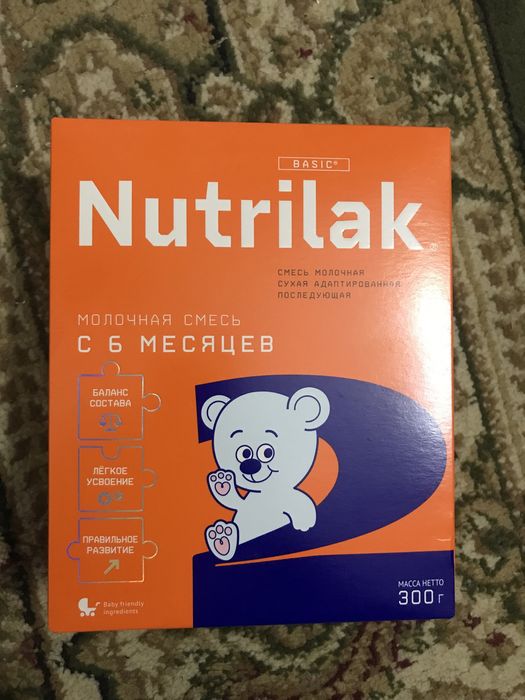 BASIC®
Nutrilak®
СМЕСЬ МОЛОЧНАЯ
СУХАЯ АДАПТИРОВАННАЯ
ПОСЛЕДУЮЩАЯ
МОЛОЧНАЯ СМЕСЬ
С 6 МЕСЯЦЕВ
БАЛАНС
СОСТАВА
ЛЁГКОЕ
УСВОЕНИЕ
ПРАВИЛЬНОЕ
РАЗВИТИЕ
2
Baby friendly
ingredients
МАССА НЕТТО
300 г